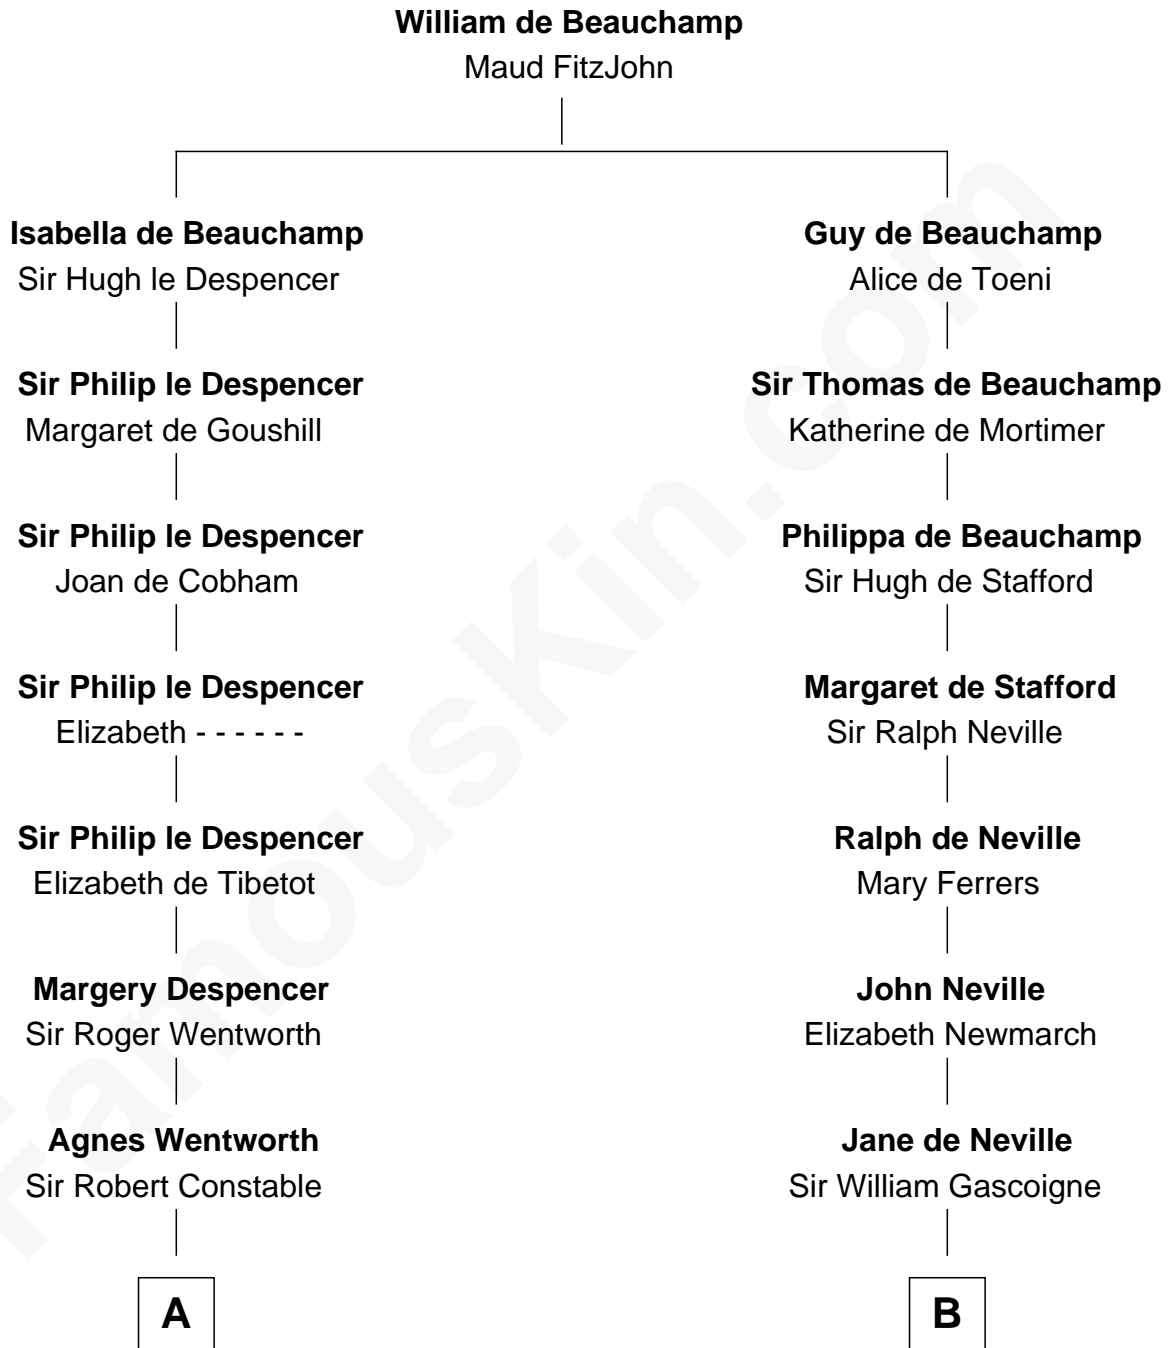 William de Beauchamp
Maud FitzJohn
Isabella de Beauchamp
Sir Hugh le Despencer
Guy de Beauchamp
Alice de Toeni
Sir Philip le Despencer
Margaret de Goushill
Sir Thomas de Beauchamp
Katherine de Mortimer
Sir Philip le Despencer
Joan de Cobham
Philippa de Beauchamp
Sir Hugh de Stafford
Sir Philip le Despencer
Elizabeth - - - - - -
Margaret de Stafford
Sir Ralph Neville
Sir Philip le Despencer
Elizabeth de Tibetot
Ralph de Neville
Mary Ferrers
Margery Despencer
Sir Roger Wentworth
John Neville
Elizabeth Newmarch
Agnes Wentworth
Sir Robert Constable
Jane de Neville
Sir William Gascoigne
A
B
FamousKin.com